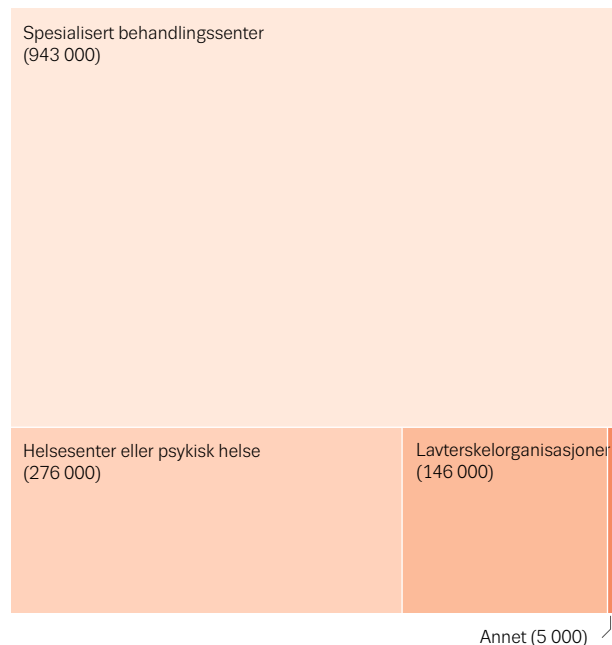 Spesialisert behandlingssenter
(943 000)
Helsesenter eller psykisk helse
(276 000)
Lavterskelorganisasjoner
(146 000)
Annet (5 000)